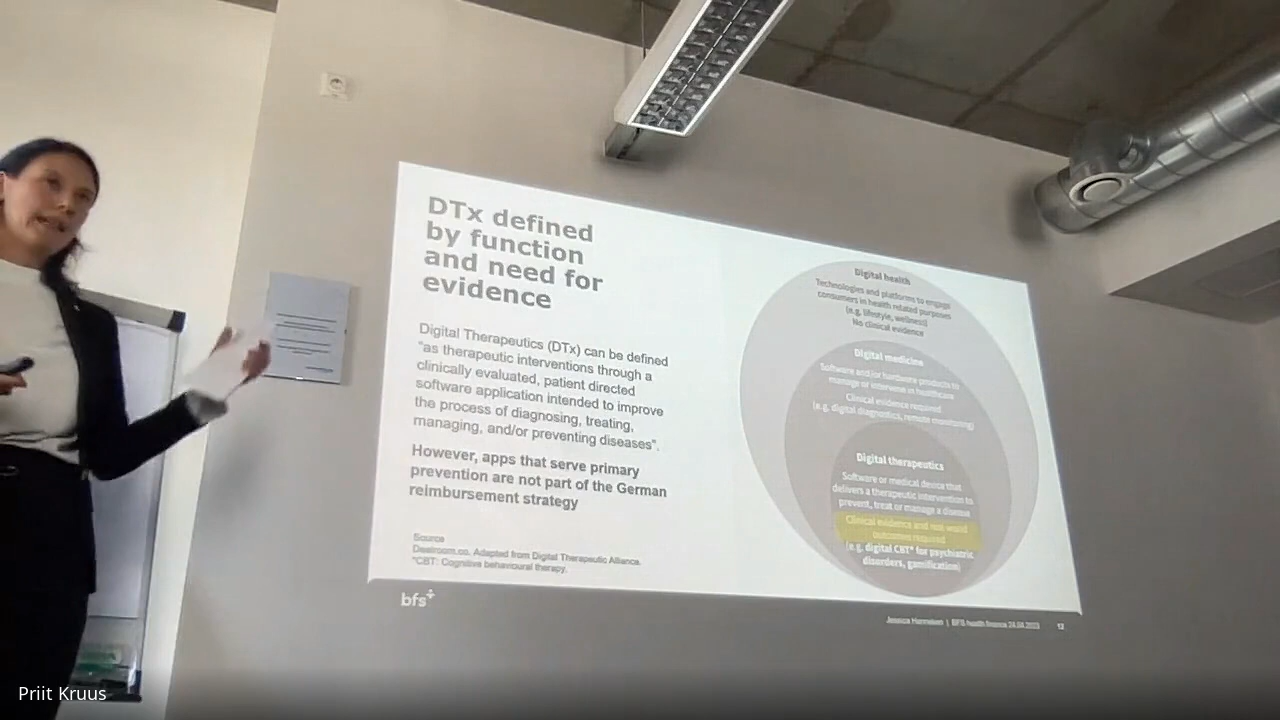 DTx defined
by function
and need for
evidence
Digital Therapeutics (DTx) can be defined
"as therapeutic interventions through a
clinically evaluated, patient directed
software application intended to improve
the process of diagnosing, treating,
managing, and/or preventing diseases".
However, apps that serve primary
prevention are not part of the German
reimbursement strategy
Source
Dealroom.co, Adapted from Digital Therapeutic Alliance.
*CBT: Cognitive behavioural therapy.
Digital health
Technologies and platforms to engage
consumers in health related purposes
(e.g. lifestyle, wellness)
No clinical evidence
Digital medicine
Software and/or hardware products to
manage or intervene in healthcare
Clinical evidence required
(e.g. digital diagnostics, remote monitoring)
Digital therapeutics
Software or medical device that
delivers a therapeutic intervention to
prevent, treat or manage a disease
Clinical evidence and real world
outcomes required
(e.g. digital CBT* for psychiatric
disorders, gamification)
bfs+
Jessica | BFS health finance 24.04.2023 12
Priit Kruus